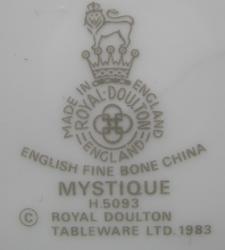 MADE IN ENGLAND
ROYAL · DOULTON
ENGLAND
ENGLISH FINE BONE CHINA
MYSTIQUE
H.5093
© ROYAL DOULTON
TABLEWARE LTD. 1983